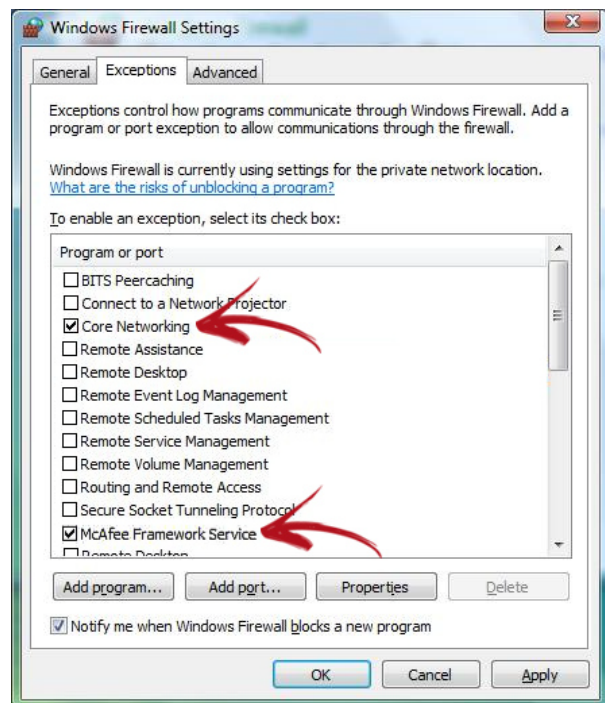 Windows Firewall Settings
General Exceptions Advanced
Exceptions control how programs communicate through Windows Firewall. Add a
program or port exception to allow communications through the firewall.
Windows Firewall is currently using settings for the private network location.
What are the risks of unblocking a program?
To enable an exception, select its check box:
Program or port
BITS Peercaching
Connect to a Network Projector
Core Networking
Remote Assistance
Remote Desktop
Remote Event Log Management
Remote Scheduled Tasks Management
Remote Service Management
Remote Volume Management
Routing and Remote Access
Secure Socket Tunneling Protocol
McAfee Framework Service
Remote Desktop
Add program... Add port... Properties Delete
Notify me when Windows Firewall blocks a new program
OK Cancel Apply